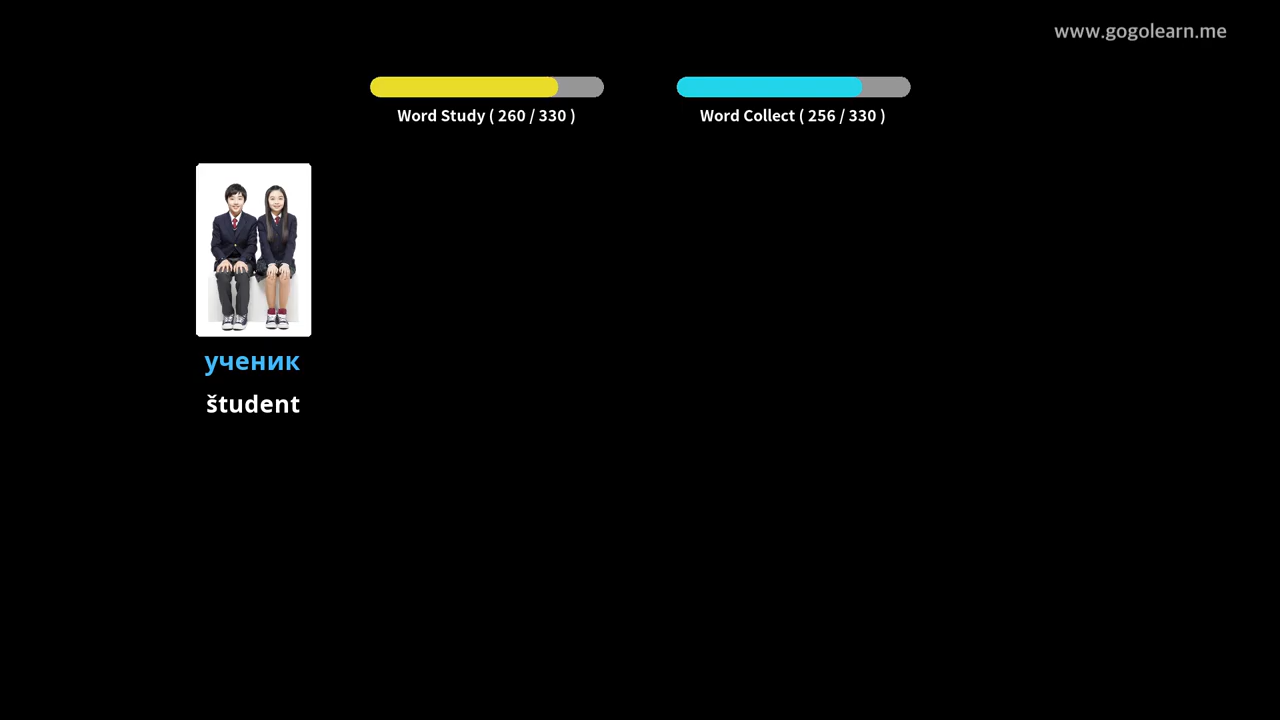 www.gogolearn.me
Word Study ( 260 / 330 )
Word Collect ( 256 / 330 )
ученик
študent